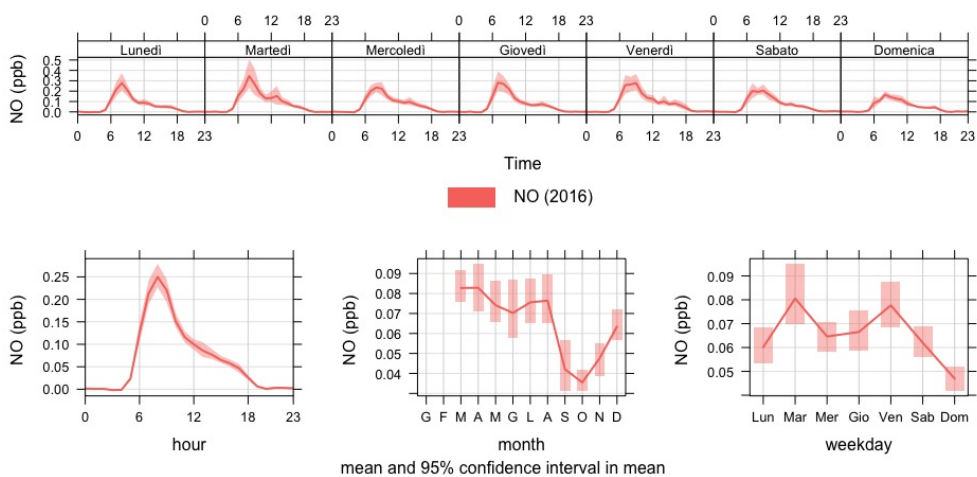 0 6 12 18 23 0 6 12 18 23 0 6 12 18 23
Lunedì Martedì Mercoledì Giovedì Venerdì Sabato Domenica
NO (ppb)
0.5
0.4
0.3
0.2
0.1
0.0
0 6 12 18 23 0 6 12 18 23 0 6 12 18 23 0 6 12 18 23
Time
NO (2016)
NO (ppb)
0.25
0.20
0.15
0.10
0.05
0.00
0 6 12 18 23
hour
NO (ppb)
0.09
0.08
0.07
0.06
0.05
0.04
G F M A M G L A S O N D
month
NO (ppb)
0.09
0.08
0.07
0.06
0.05
Lun Mar Mer Gio Ven Sab Dom
weekday
mean and 95% confidence interval in mean